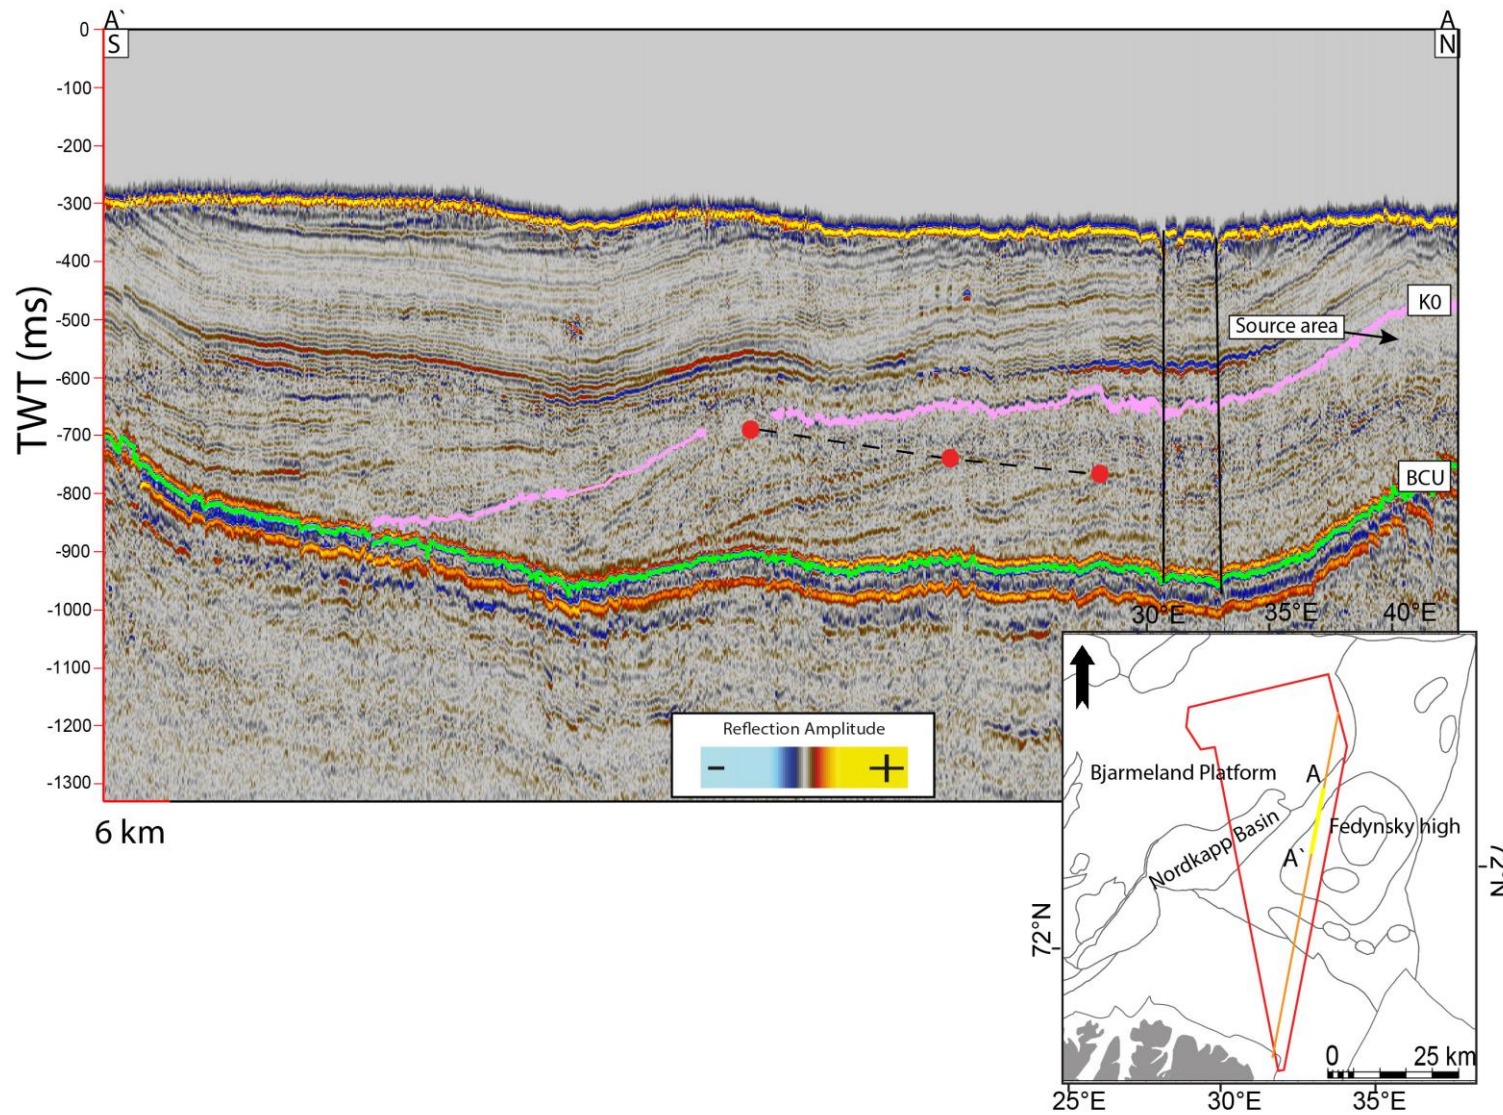 A` A
S N
0
-100
-200
-300
-400
-500
-600
-700
-800
-900
-1000
-1100
-1200
-1300
TWT (ms)
K0
Source area
BCU
Reflection Amplitude
- +
6 km
30°E 35°E 40°E
Bjarmeland Platform
A
Fedynsky high
Nordkapp Basin
A`
72°N
72°N
0 25 km
25°E 30°E 35°E